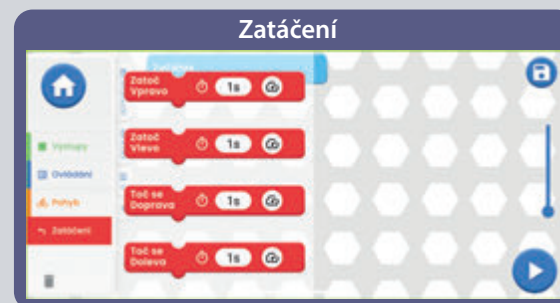 Zatáčení
Zatoč
Vpravo
1s
Zatoč
Vlevo
1s
Toč se
Doprava
1s
Toč se
Doleva
1s
Výstupy
Ovládání
Pohyb
Zatáčení